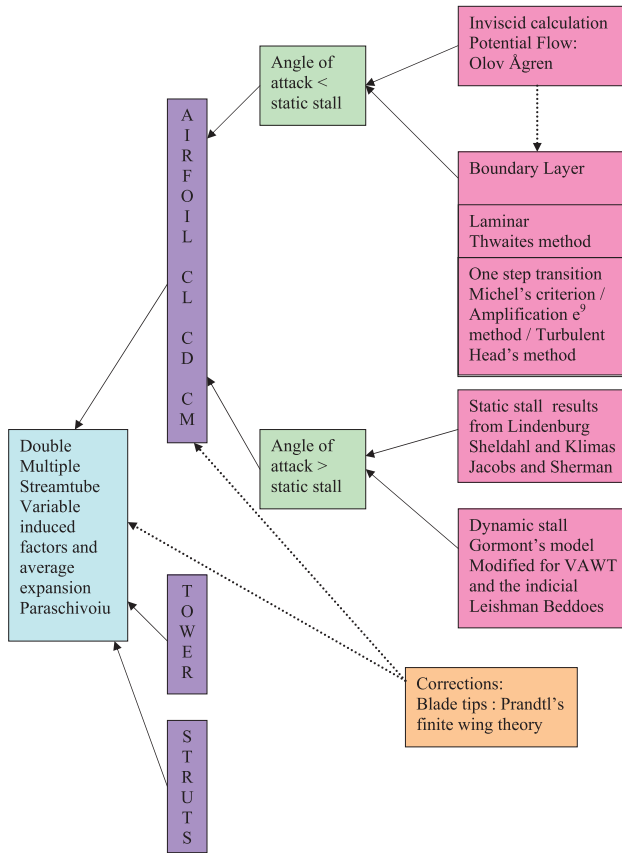 Inviscid calculation
Potential Flow:
Olov Ågren
Angle of
attack <
static stall
A
I
R
F
O
I
L
C
L
C
D
C
M
Boundary Layer
Laminar
Thwaites method
One step transition
Michel's criterion /
Amplification e⁹
method / Turbulent
Head's method
Static stall results
from Lindenburg
Sheldahl and Klimas
Jacobs and Sherman
Angle of
attack >
static stall
Double
Multiple
Streamtube
Variable
induced
factors and
average
expansion
Paraschivoiu
Dynamic stall
Gormont's model
Modified for VAWT
and the indicial
Leishman Beddoes
T
O
W
E
R
Corrections:
Blade tips : Prandtl's
finite wing theory
S
T
R
U
T
S